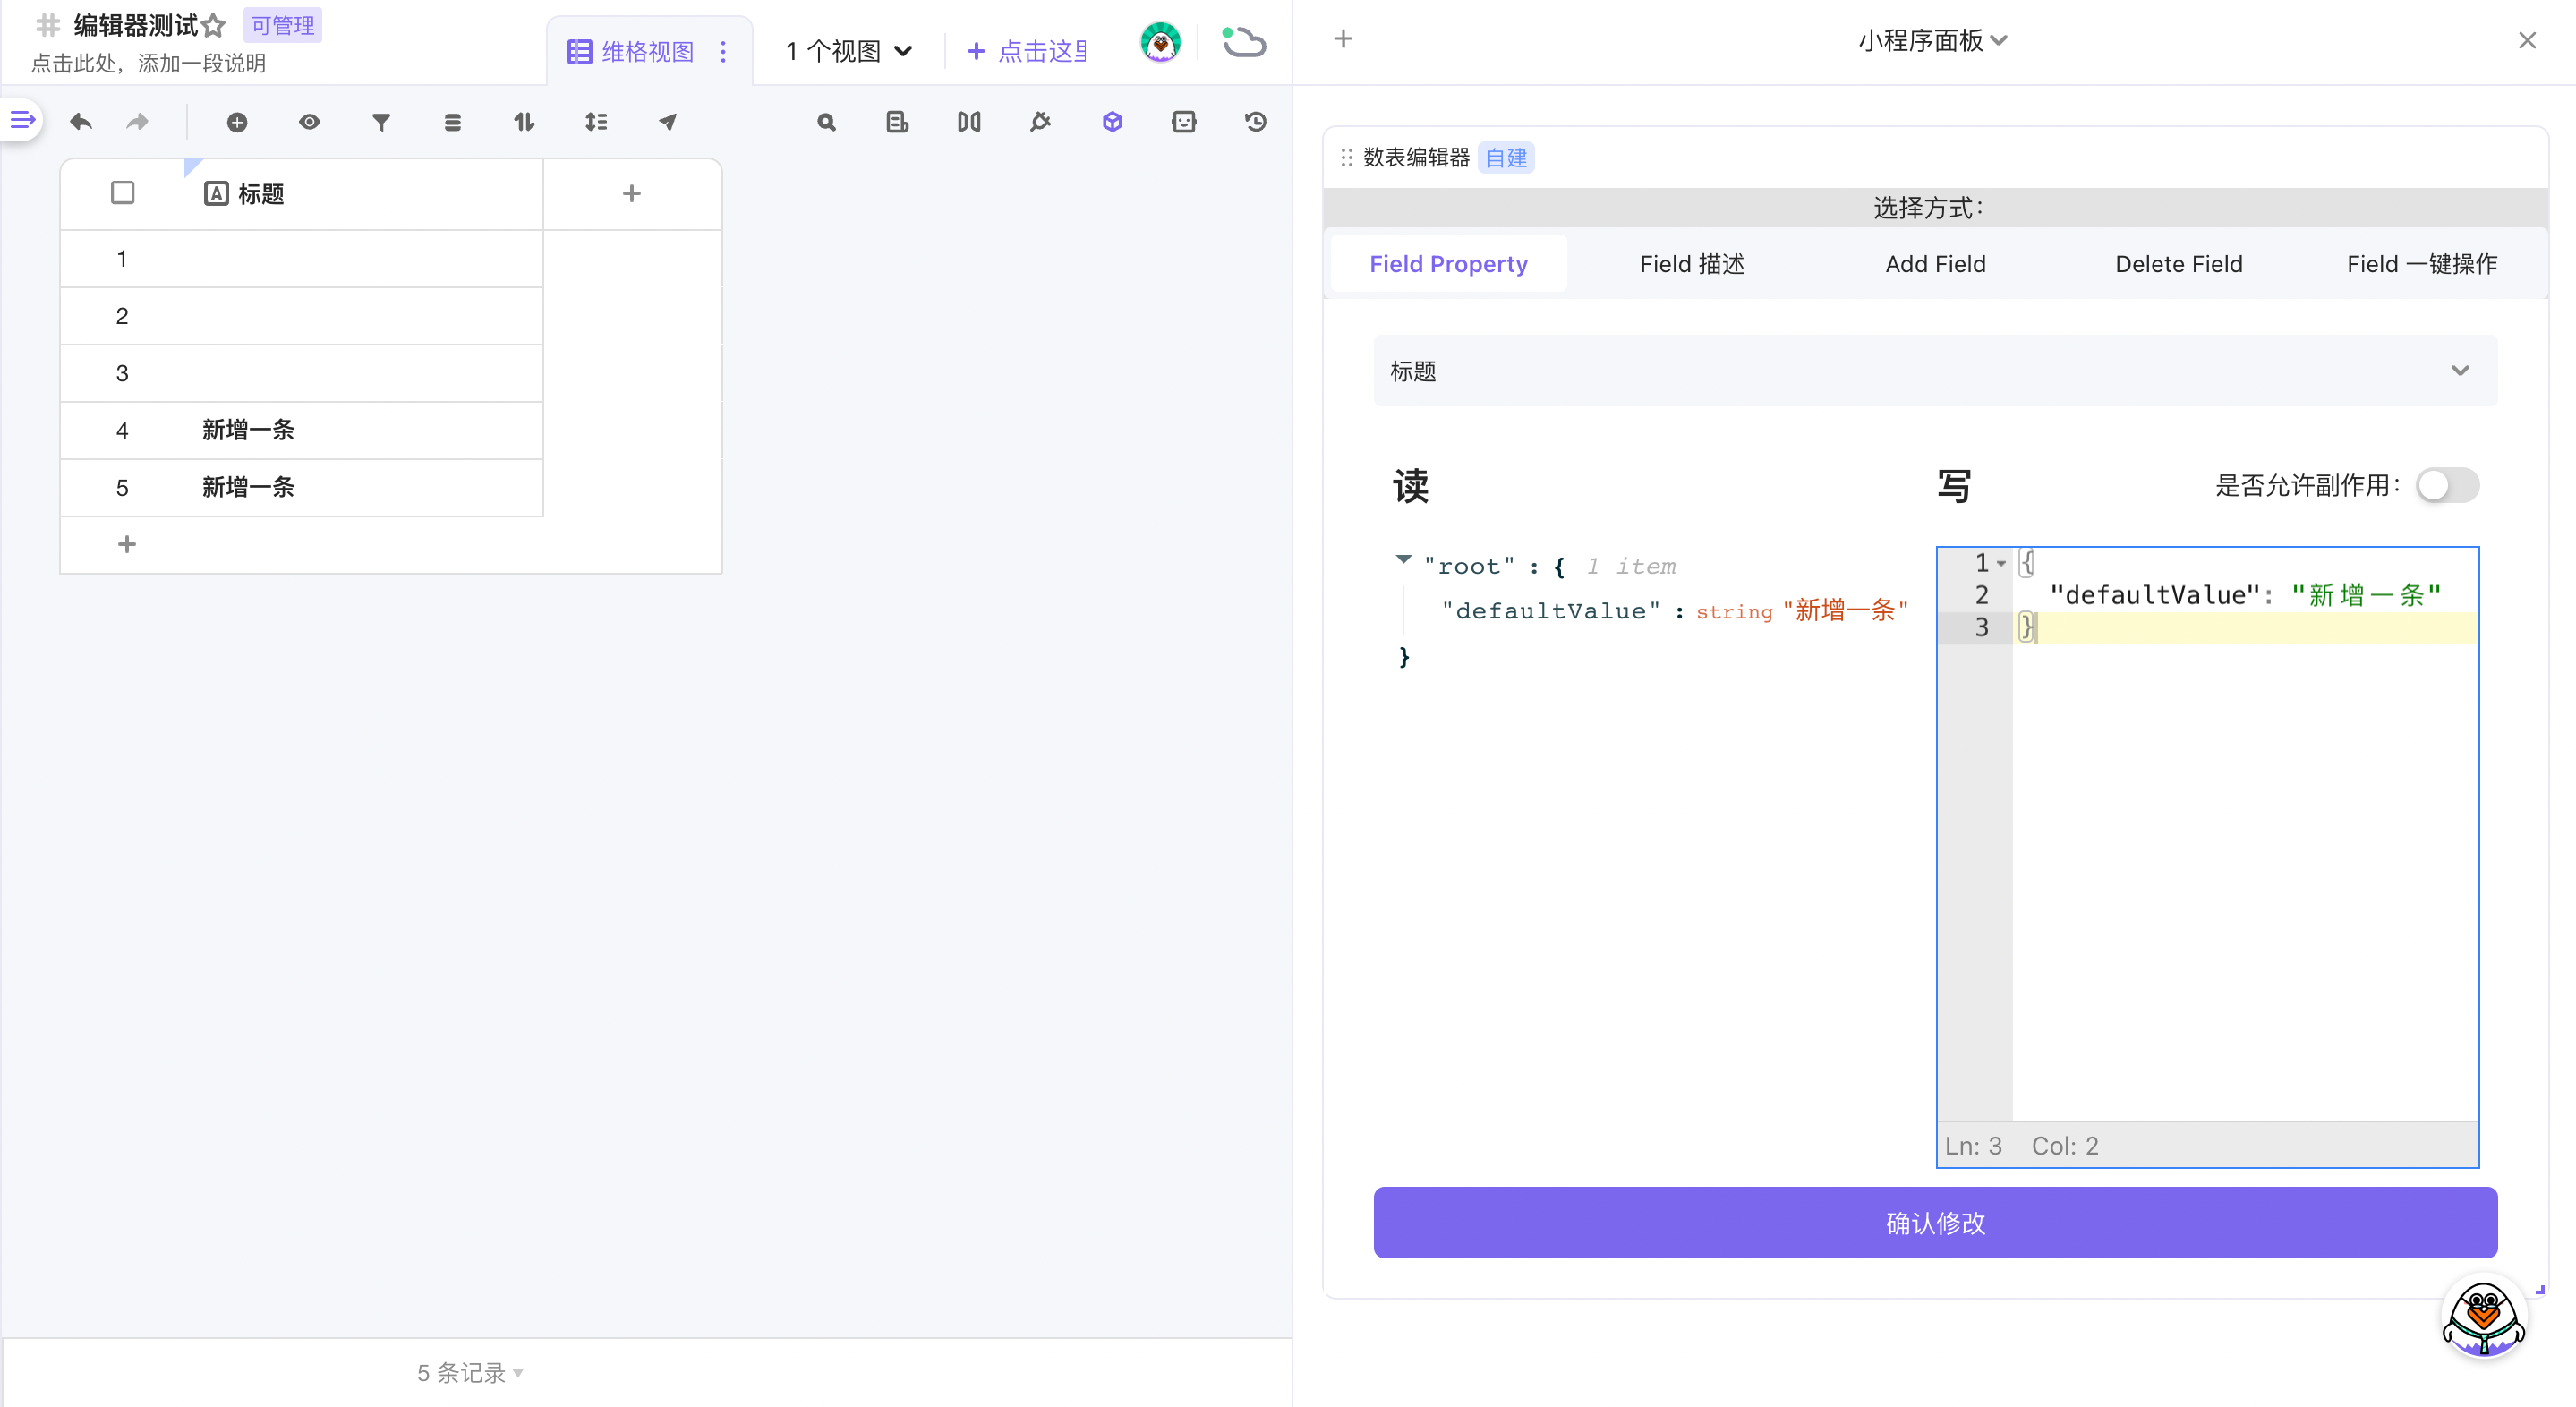 编辑器测试 可管理
点击此处，添加一段说明
维格视图
1 个视图
点击这里
小程序面板
标题
1
2
3
4 新增一条
5 新增一条
5 条记录
数表编辑器 自建
选择方式：
Field Property Field 描述 Add Field Delete Field Field 一键操作
标题
读
"root" : { 1 item
"defaultValue" : string "新增一条"
}
写 是否允许副作用：
1 {
2 "defaultValue": "新增一条"
3 }
Ln: 3 Col: 2
确认修改